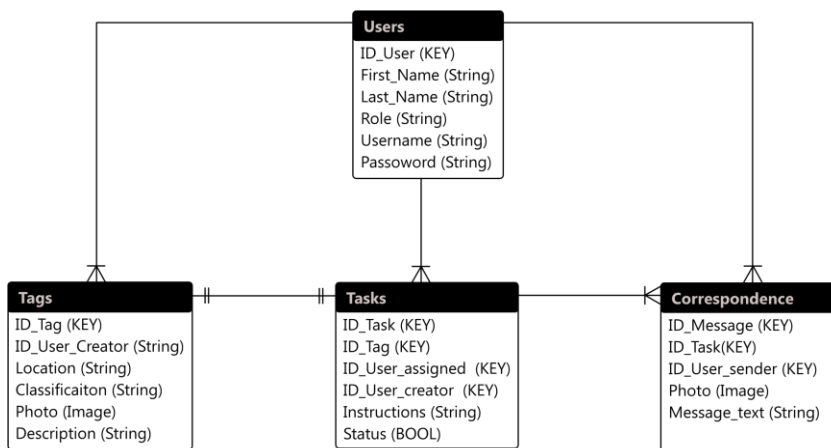 Users
ID_User (KEY)
First_Name (String)
Last_Name (String)
Role (String)
Username (String)
Passoword (String)
Tags
ID_Tag (KEY)
ID_User_Creator (String)
Location (String)
Classificaiton (String)
Photo (Image)
Description (String)
Tasks
ID_Task (KEY)
ID_Tag (KEY)
ID_User_assigned (KEY)
ID_User_creator (KEY)
Instructions (String)
Status (BOOL)
Correspondence
ID_Message (KEY)
ID_Task(KEY)
ID_User_sender (KEY)
Photo (Image)
Message_text (String)